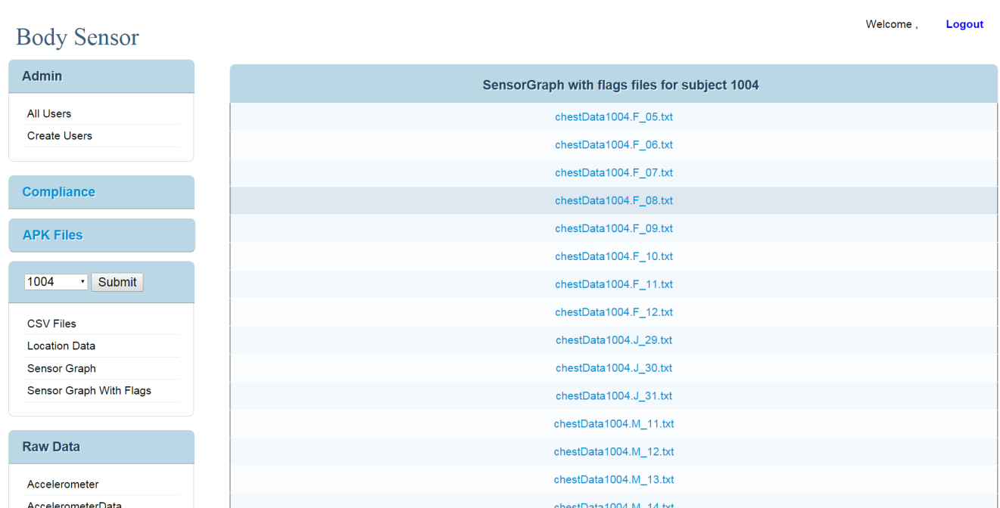 Welcome , Logout
Body Sensor
Admin
All Users
Create Users
Compliance
APK Files
1004 Submit
CSV Files
Location Data
Sensor Graph
Sensor Graph With Flags
Raw Data
Accelerometer
AccelerometerData
SensorGraph with flags files for subject 1004
chestData1004.F_05.txt
chestData1004.F_06.txt
chestData1004.F_07.txt
chestData1004.F_08.txt
chestData1004.F_09.txt
chestData1004.F_10.txt
chestData1004.F_11.txt
chestData1004.F_12.txt
chestData1004.J_29.txt
chestData1004.J_30.txt
chestData1004.J_31.txt
chestData1004.M_11.txt
chestData1004.M_12.txt
chestData1004.M_13.txt
chestData1004.M_14.txt